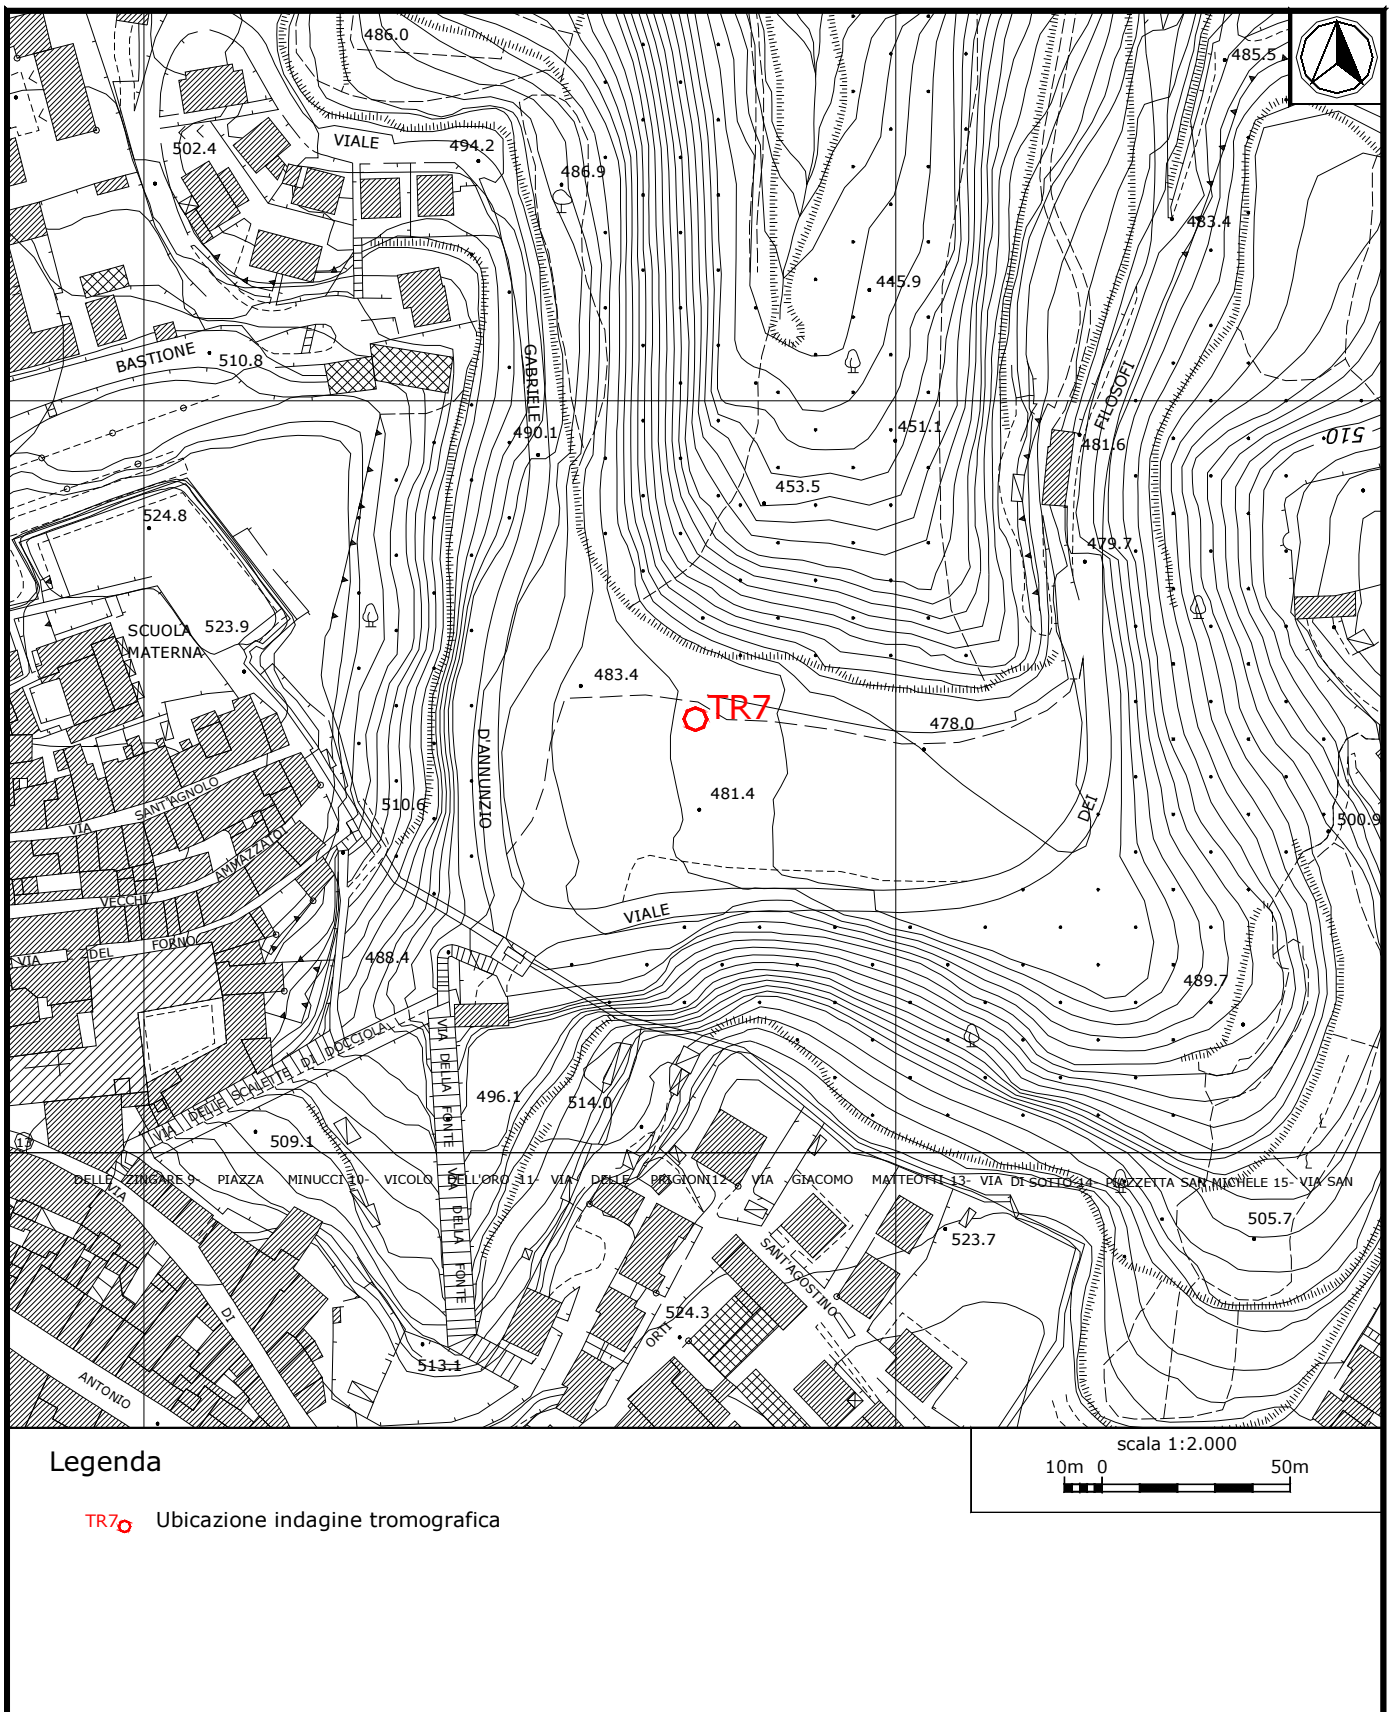 486.0
485.5
VIALE
494.2
502.4
486.9
483.4
445.9
BASTIONE
510.8
GABRIELE
FILOSOFI
490.1
451.1
481.6
510
453.5
524.8
479.7
SCUOLA
MATERNA
523.9
483.4
TR7
478.0
D'ANNUNZIO
481.4
DEI
510.6
500.9
VIA SANT'AGNOLO
VECCHI AMMAZZATOI
VIALE
VIA DEL FORNO
488.4
489.7
VIA DELLE SCALETTE DI DOCCIOLA
VIA DELLA FONTE
496.1
514.0
509.1
13
DELLE ZINGARE 9- PIAZZA MINUCCI 10- VICOLO DELL'ORO 11- VIA DELLE PRIGIONI12- VIA GIACOMO MATTEOTTI 13- VIA DI SOTTO 14- PIAZZETTA SAN MICHELE 15- VIA SAN
VIA DELLA FONTE
VIA DI
505.7
523.7
SANT'AGOSTINO
524.3
ORTI
513.1
ANTONIO
Legenda
scala 1:2.000
10m 0 50m
TR7 Ubicazione indagine tromografica